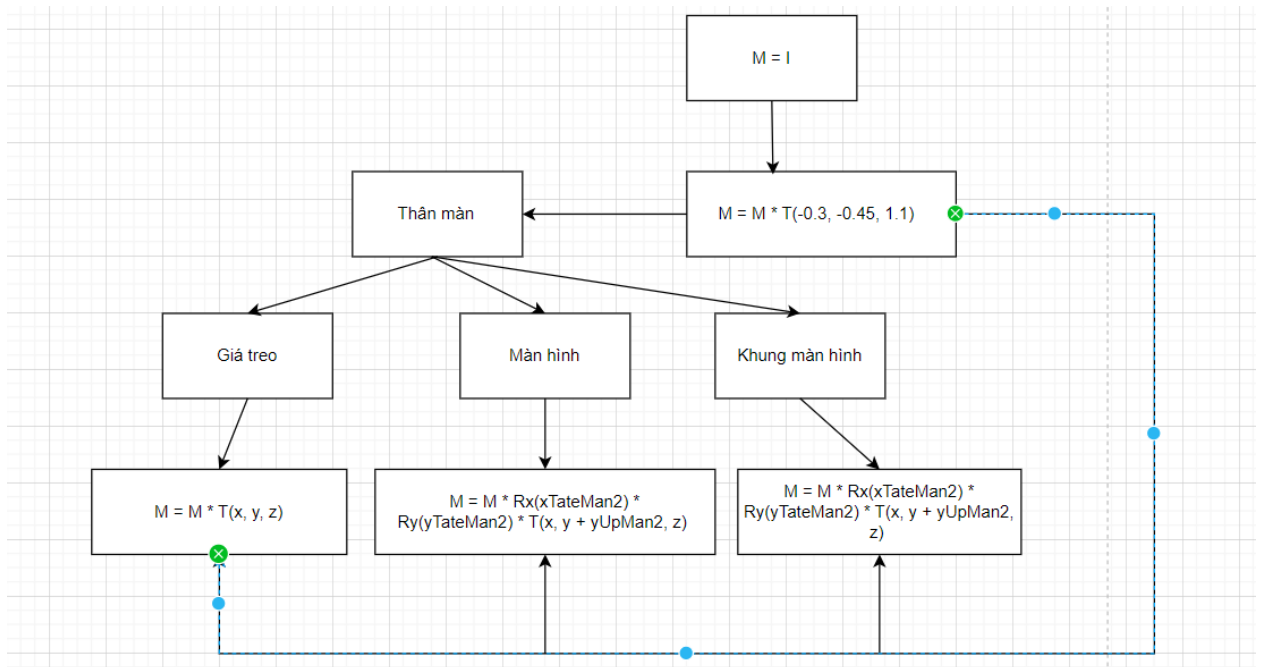 M = I
Thân màn
M = M * T(-0.3, -0.45, 1.1)
Giá treo
Màn hình
Khung màn hình
M = M * T(x, y, z)
M = M * Rx(xTateMan2) *
Ry(yTateMan2) * T(x, y + yUpMan2, z)
M = M * Rx(xTateMan2) *
Ry(yTateMan2) * T(x, y + yUpMan2,
z)